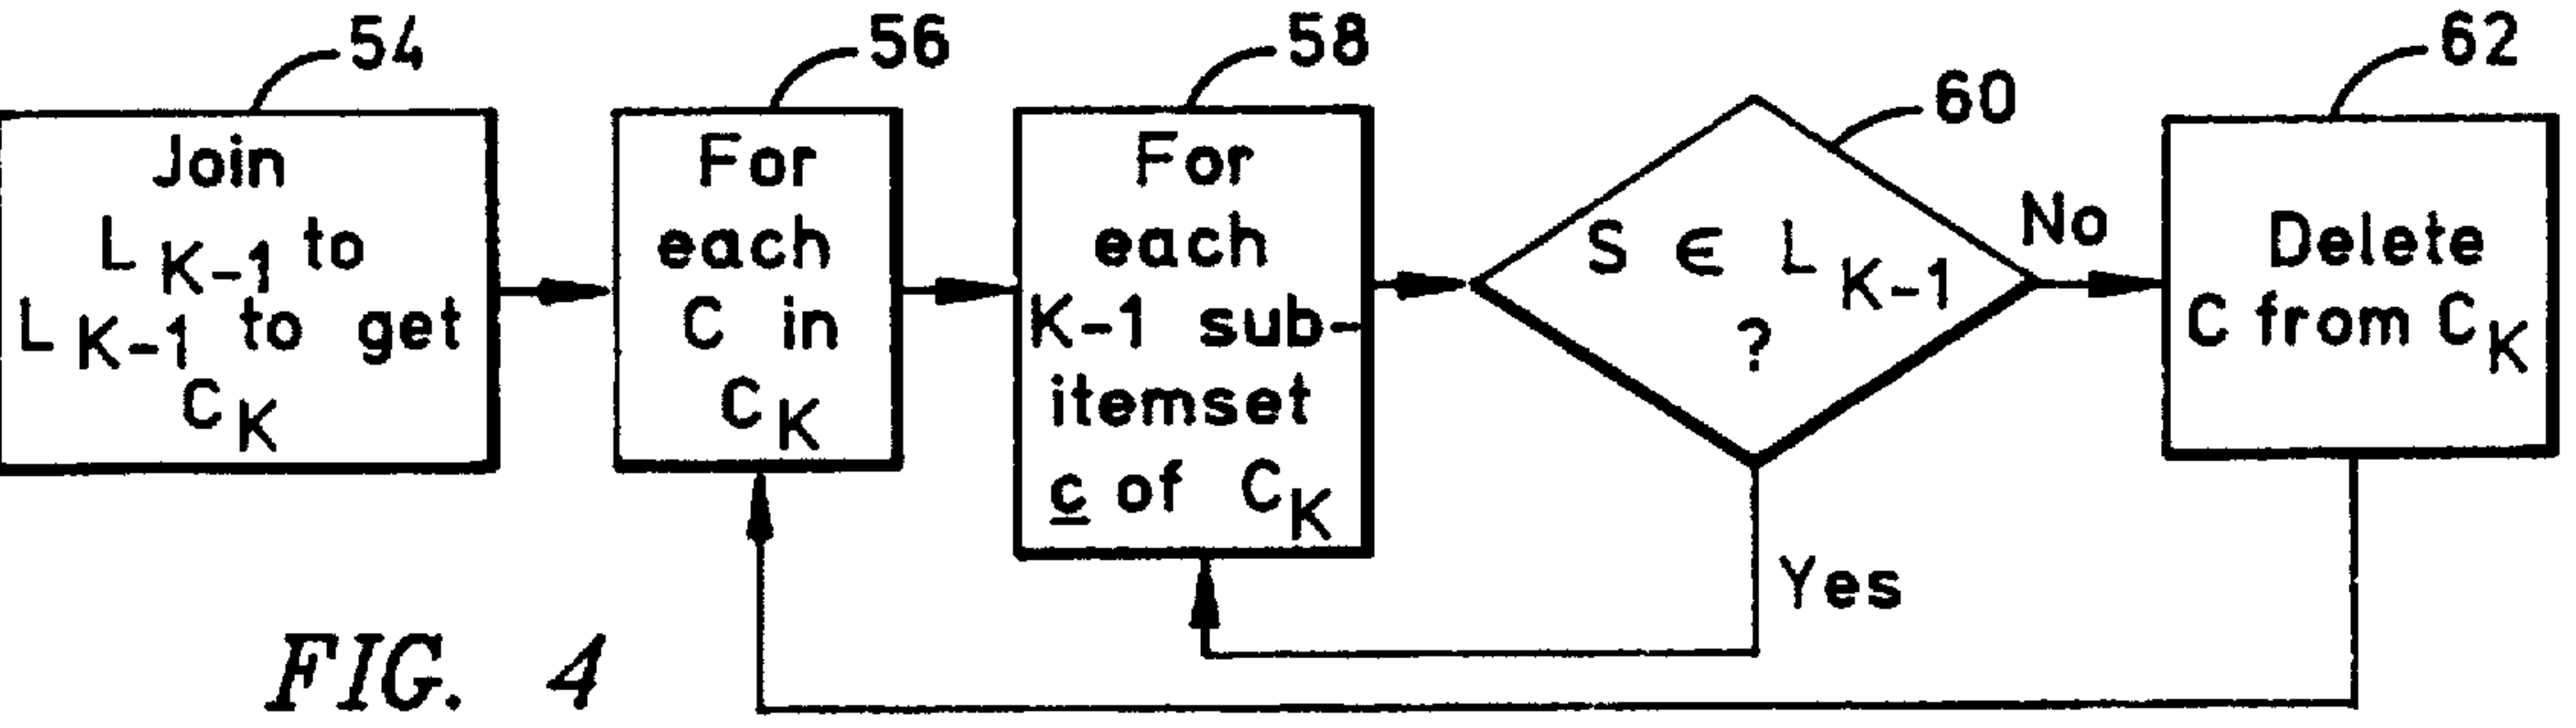 54
Join
L K-1 to
L K-1 to get
C K
56
For
each
C in
C K
58
For
each
K-1 sub-
itemset
c of C K
60
S ∈ L K-1
?
No
Yes
62
Delete
C from C K
FIG. 4